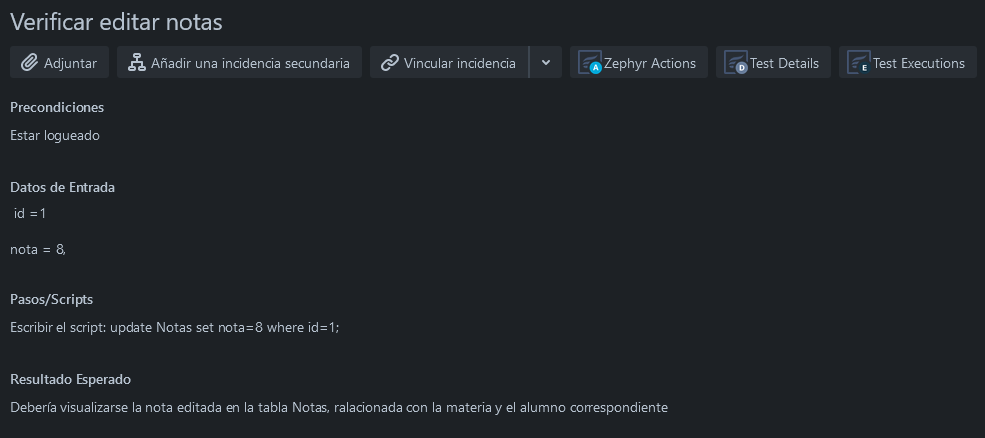 Verificar editar notas
Adjuntar Añadir una incidencia secundaria Vincular incidencia A Zephyr Actions D Test Details E Test Executions
Precondiciones
Estar logueado
Datos de Entrada
id =1
nota = 8,
Pasos/Scripts
Escribir el script: update Notas set nota=8 where id=1;
Resultado Esperado
Debería visualizarse la nota editada en la tabla Notas, ralacionada con la materia y el alumno correspondiente